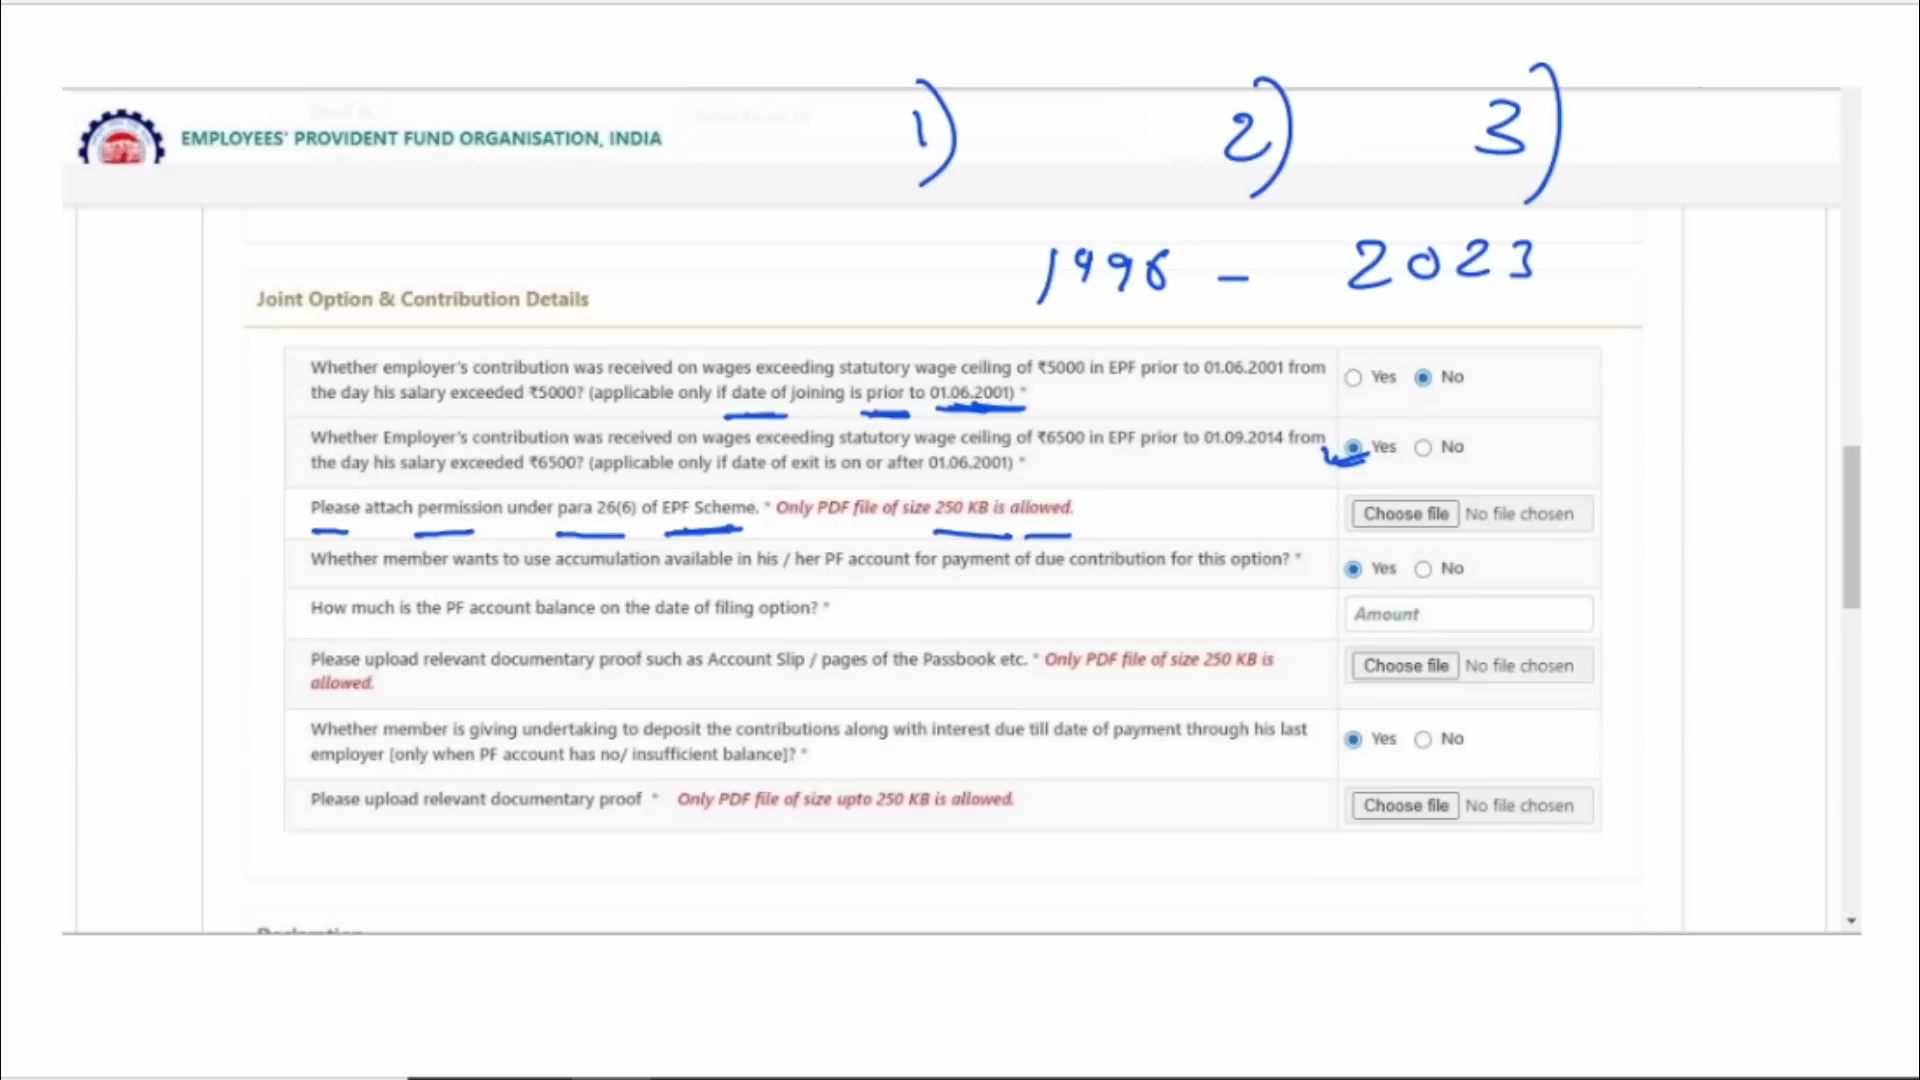 1) 2) 3)
EMPLOYEES' PROVIDENT FUND ORGANISATION, INDIA
1996 - 2023
Joint Option & Contribution Details
Whether employer's contribution was received on wages exceeding statutory wage ceiling of ₹5000 in EPF prior to 01.06.2001 from
the day his salary exceeded ₹5000? (applicable only if date of joining is prior to 01.06.2001) *
Yes No
Whether Employer's contribution was received on wages exceeding statutory wage ceiling of ₹6500 in EPF prior to 01.09.2014 from
the day his salary exceeded ₹6500? (applicable only if date of exit is on or after 01.06.2001) *
Yes No
Please attach permission under para 26(6) of EPF Scheme. * Only PDF file of size 250 KB is allowed.
Choose file No file chosen
Whether member wants to use accumulation available in his / her PF account for payment of due contribution for this option? *
Yes No
How much is the PF account balance on the date of filing option? *
Amount
Please upload relevant documentary proof such as Account Slip / pages of the Passbook etc. * Only PDF file of size 250 KB is
allowed.
Choose file No file chosen
Whether member is giving undertaking to deposit the contributions along with interest due till date of payment through his last
employer [only when PF account has no/ insufficient balance]? *
Yes No
Please upload relevant documentary proof * Only PDF file of size upto 250 KB is allowed.
Choose file No file chosen